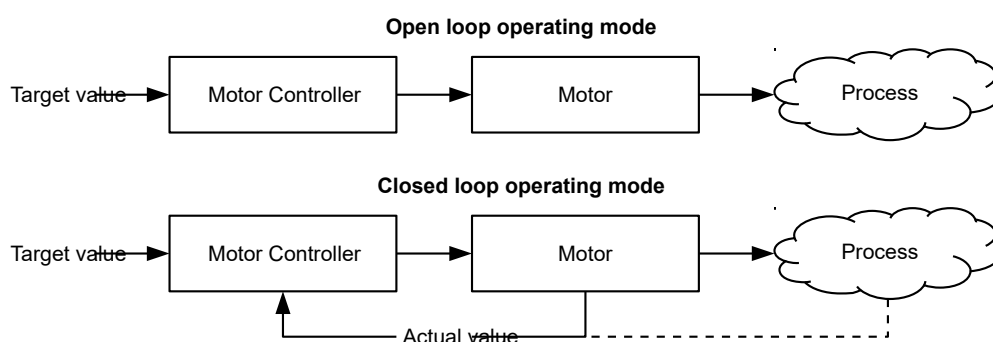 Open loop operating mode
Target value
Motor Controller
Motor
Process
Closed loop operating mode
Target value
Motor Controller
Motor
Process
Actual value